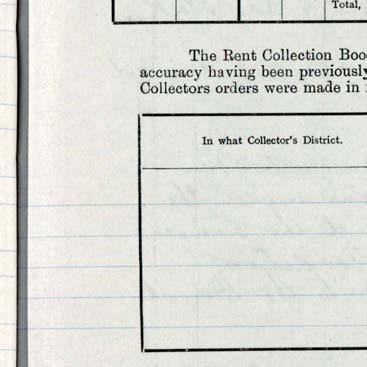 Total,
The Rent Collection Boo
accuracy having been previously
Collectors orders were made in
In what Collector's District.